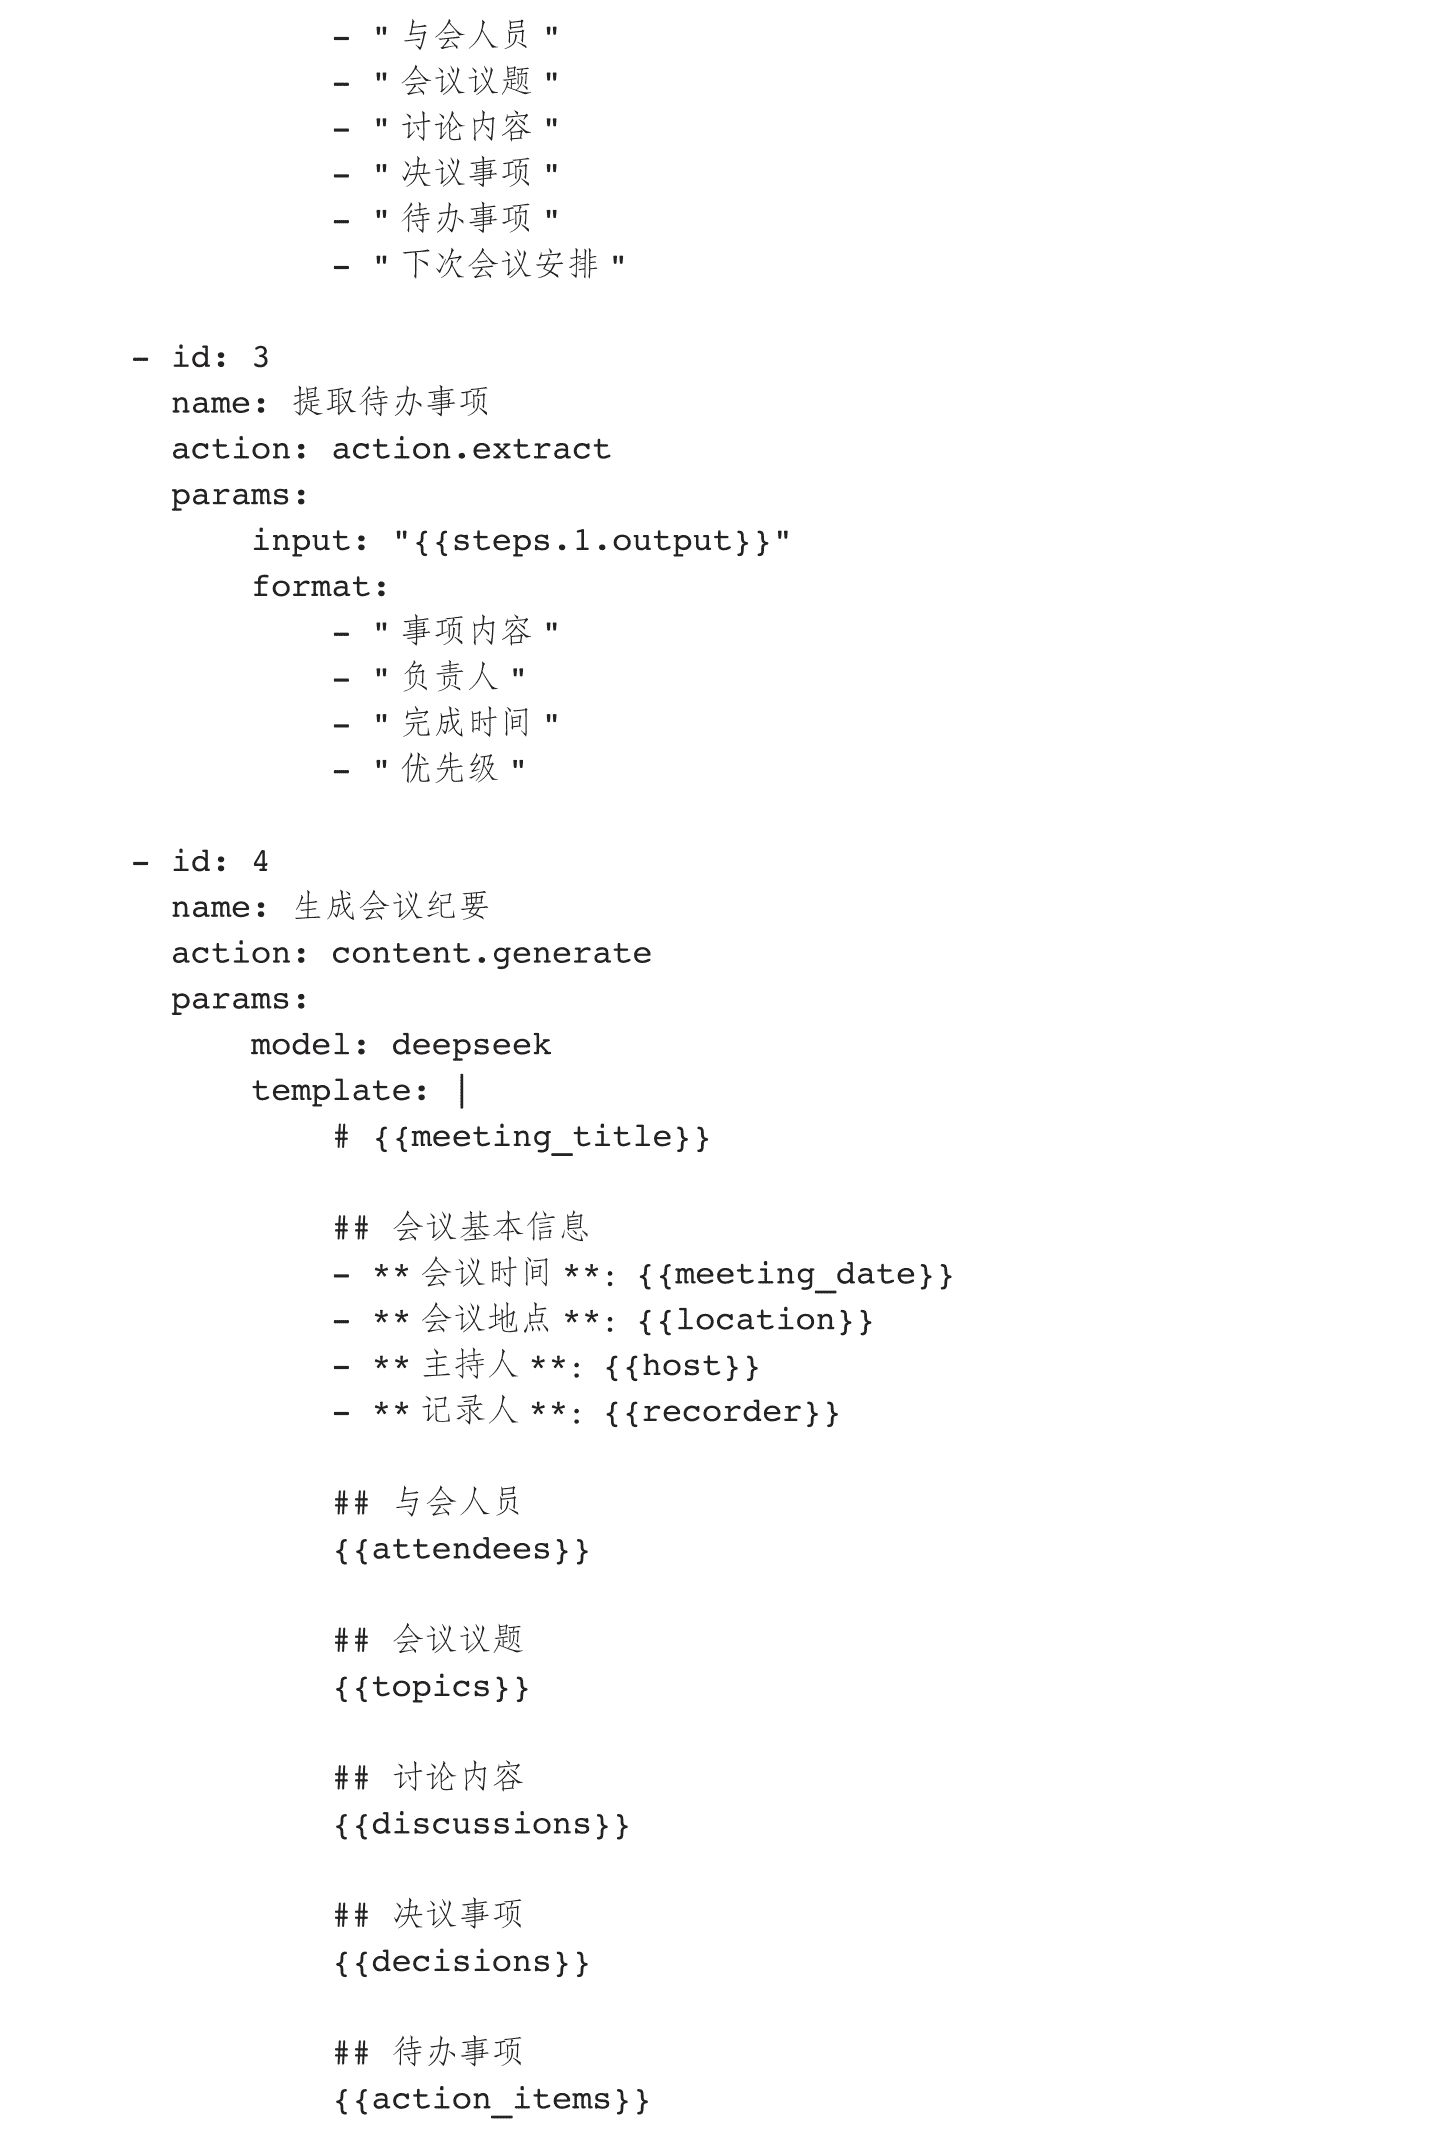 - "与会人员"
- "会议议题"
- "讨论内容"
- "决议事项"
- "待办事项"
- "下次会议安排"
- id: 3
name: 提取待办事项
action: action.extract
params:
input: "{{steps.1.output}}"
format:
- "事项内容"
- "负责人"
- "完成时间"
- "优先级"
- id: 4
name: 生成会议纪要
action: content.generate
params:
model: deepseek
template: |
# {{meeting_title}}
## 会议基本信息
- **会议时间**: {{meeting_date}}
- **会议地点**: {{location}}
- **主持人**: {{host}}
- **记录人**: {{recorder}}
## 与会人员
{{attendees}}
## 会议议题
{{topics}}
## 讨论内容
{{discussions}}
## 决议事项
{{decisions}}
## 待办事项
{{action_items}}